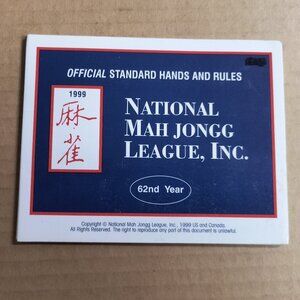 OFFICIAL STANDARD HANDS AND RULES
1999
麻
雀
NATIONAL
MAH JONGG
LEAGUE, INC.
62nd Year
Copyright © National Mah Jongg League, Inc., 1999 US and Canada.
All Rights Reserved. The right to reproduce any part of this document is unlawful.